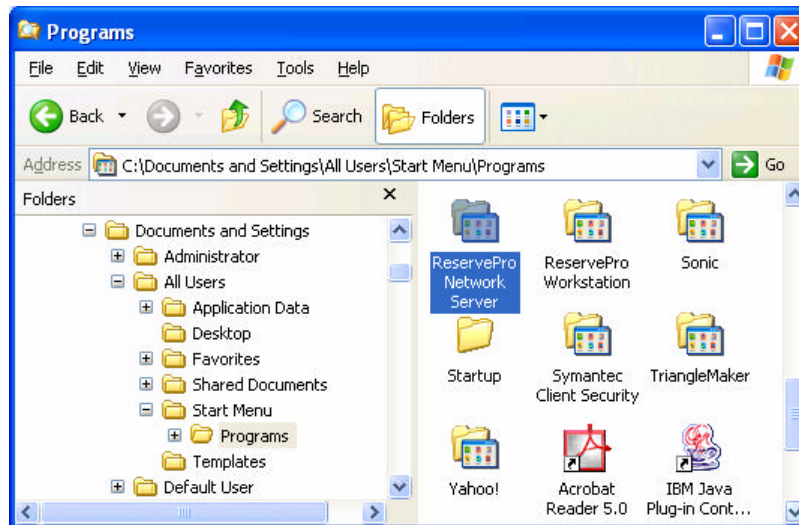 Programs
File Edit View Favorites Tools Help
Back Search Folders
Address C:\Documents and Settings\All Users\Start Menu\Programs Go
Folders
Documents and Settings
Administrator
All Users
Application Data
Desktop
Favorites
Shared Documents
Start Menu
Programs
Templates
Default User
ReservePro
Network
Server
ReservePro
Workstation
Sonic
Startup
Symantec
Client Security
TriangleMaker
Yahoo!
Acrobat
Reader 5.0
IBM Java
Plug-in Cont...